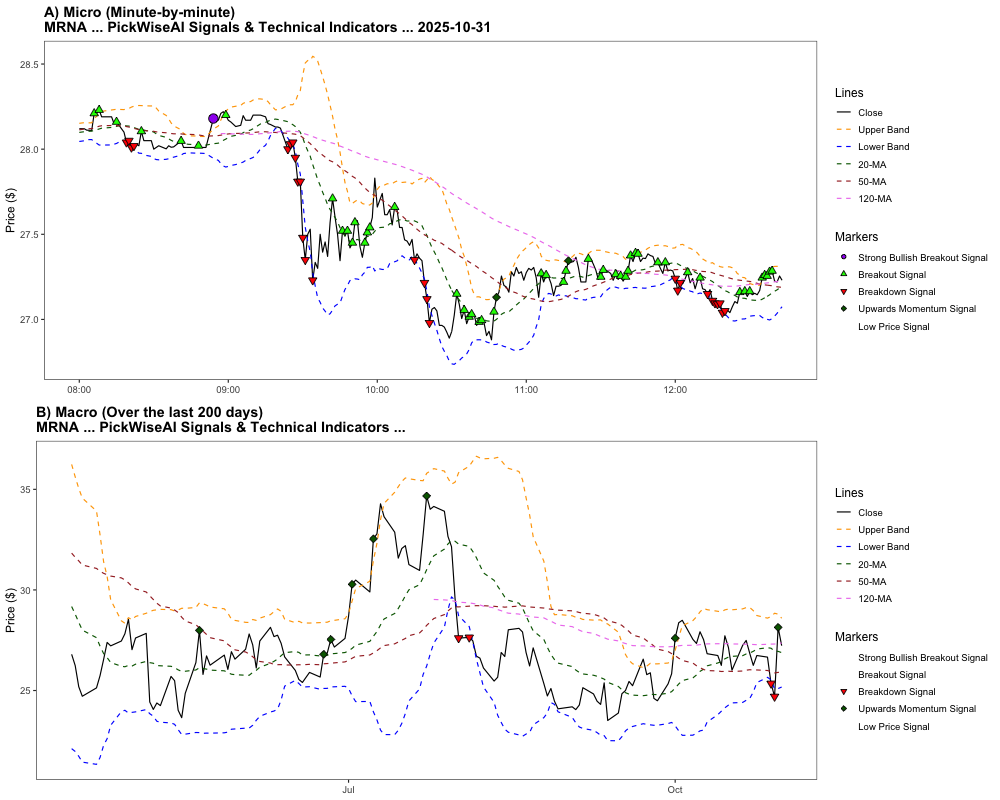 A) Micro (Minute-by-minute)
MRNA ... PickWiseAI Signals & Technical Indicators ... 2025-10-31
Price ($)
28.5
28.0
27.5
27.0
08:00
09:00
10:00
11:00
12:00
Lines
Close
Upper Band
Lower Band
20-MA
50-MA
120-MA
Markers
Strong Bullish Breakout Signal
Breakout Signal
Breakdown Signal
Upwards Momentum Signal
Low Price Signal
B) Macro (Over the last 200 days)
MRNA ... PickWiseAI Signals & Technical Indicators ...
Price ($)
35
30
25
Jul
Oct
Lines
Close
Upper Band
Lower Band
20-MA
50-MA
120-MA
Markers
Strong Bullish Breakout Signal
Breakout Signal
Breakdown Signal
Upwards Momentum Signal
Low Price Signal